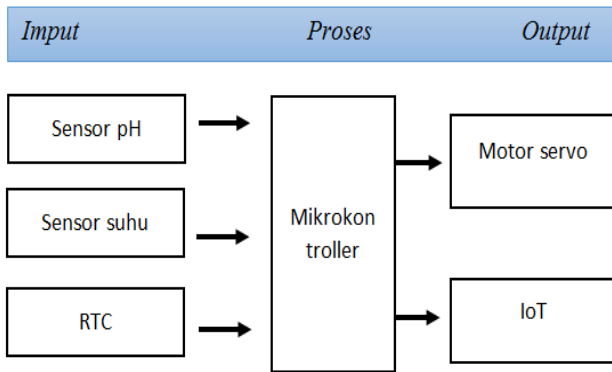 Imput Proses Output
Sensor pH
Sensor suhu
RTC
Mikrokon
troller
Motor servo
IoT